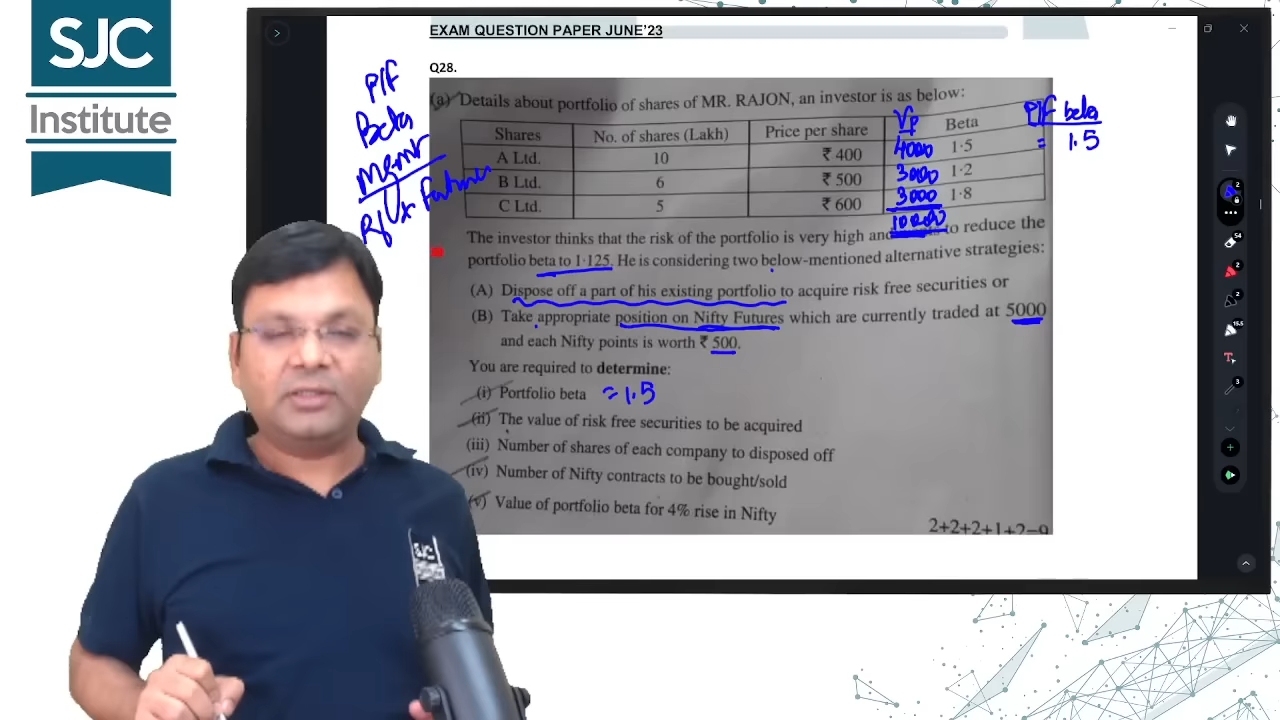 SJC
Institute
EXAM QUESTION PAPER JUNE'23
Q28.
(a) Details about portfolio of shares of MR. RAJON, an investor is as below:
Shares No. of shares (Lakh) Price per share Beta
A Ltd. 10 ₹ 400 1·5
B Ltd. 6 ₹ 500 1·2
C Ltd. 5 ₹ 600 1·8
Vp
4000
3000
3000
10000
P/F beta
= 1.5
P/F
Beta
Mgmt
Rf
x Futures
The investor thinks that the risk of the portfolio is very high and to reduce the
portfolio beta to 1·125. He is considering two below-mentioned alternative strategies:
(A) Dispose off a part of his existing portfolio to acquire risk free securities or
(B) Take appropriate position on Nifty Futures which are currently traded at 5000
and each Nifty points is worth ₹ 500.
You are required to determine:
(i) Portfolio beta = 1.5
(ii) The value of risk free securities to be acquired
(iii) Number of shares of each company to disposed off
(iv) Number of Nifty contracts to be bought/sold
(v) Value of portfolio beta for 4% rise in Nifty
2+2+2+1+2=9
SJC